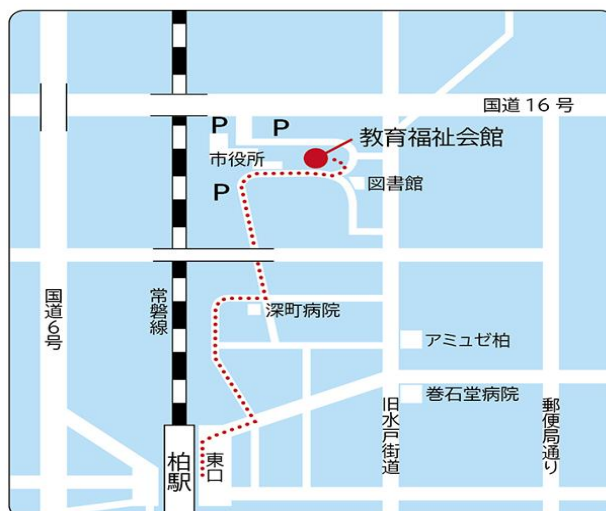 国道16号
P
P
教育福祉会館
市役所
図書館
P
国道6号
常磐線
深町病院
アミュゼ柏
巻石堂病院
旧水戸街道
郵便局通り
柏駅
東口